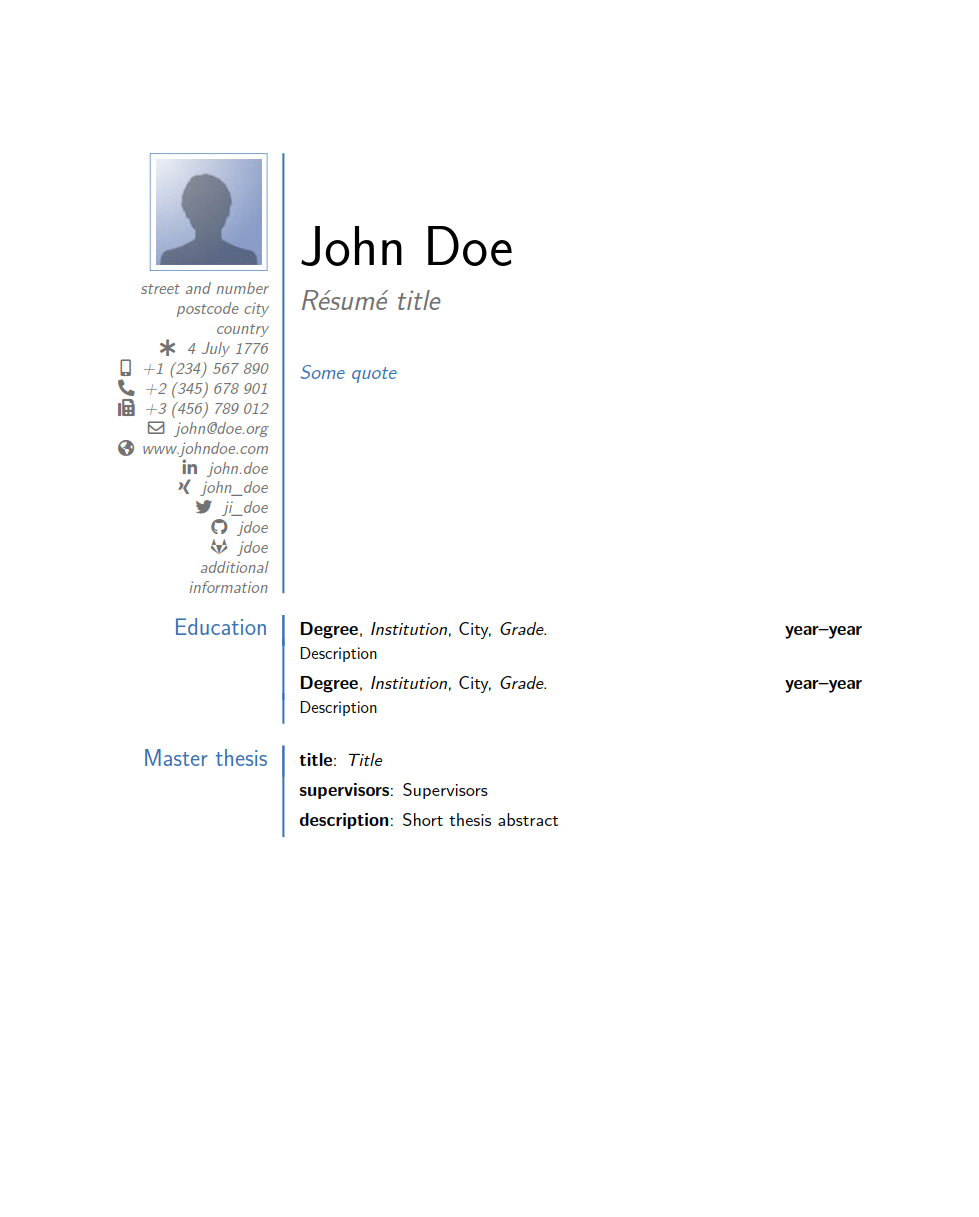 John Doe
Résumé title
Some quote
street and number
postcode city
country
4 July 1776
+1 (234) 567 890
+2 (345) 678 901
+3 (456) 789 012
john@doe.org
www.johndoe.com
in john.doe
john_doe
ji_doe
jdoe
jdoe
additional
information
Education
Degree, Institution, City, Grade. year–year
Description
Degree, Institution, City, Grade. year–year
Description
Master thesis
title: Title
supervisors: Supervisors
description: Short thesis abstract